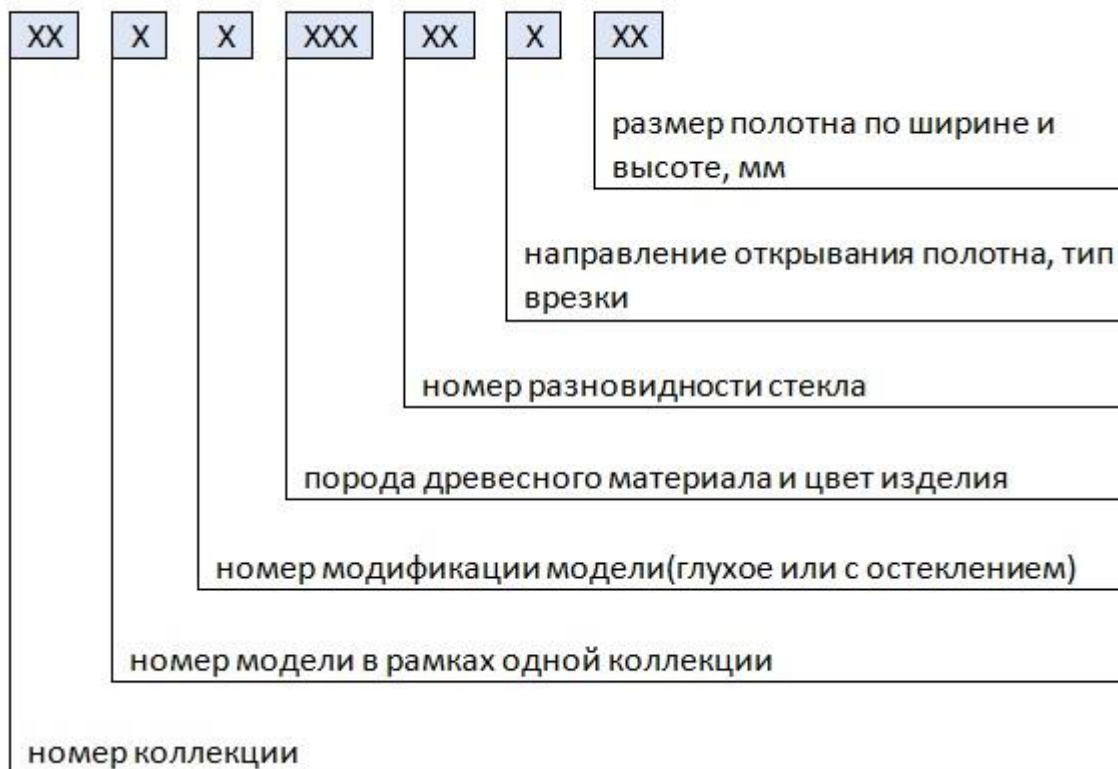 XX X X XXX XX X XX
размер полотна по ширине и
высоте, мм
направление открывания полотна, тип
врезки
номер разновидности стекла
порода древесного материала и цвет изделия
номер модификации модели(глухое или с остеклением)
номер модели в рамках одной коллекции
номер коллекции